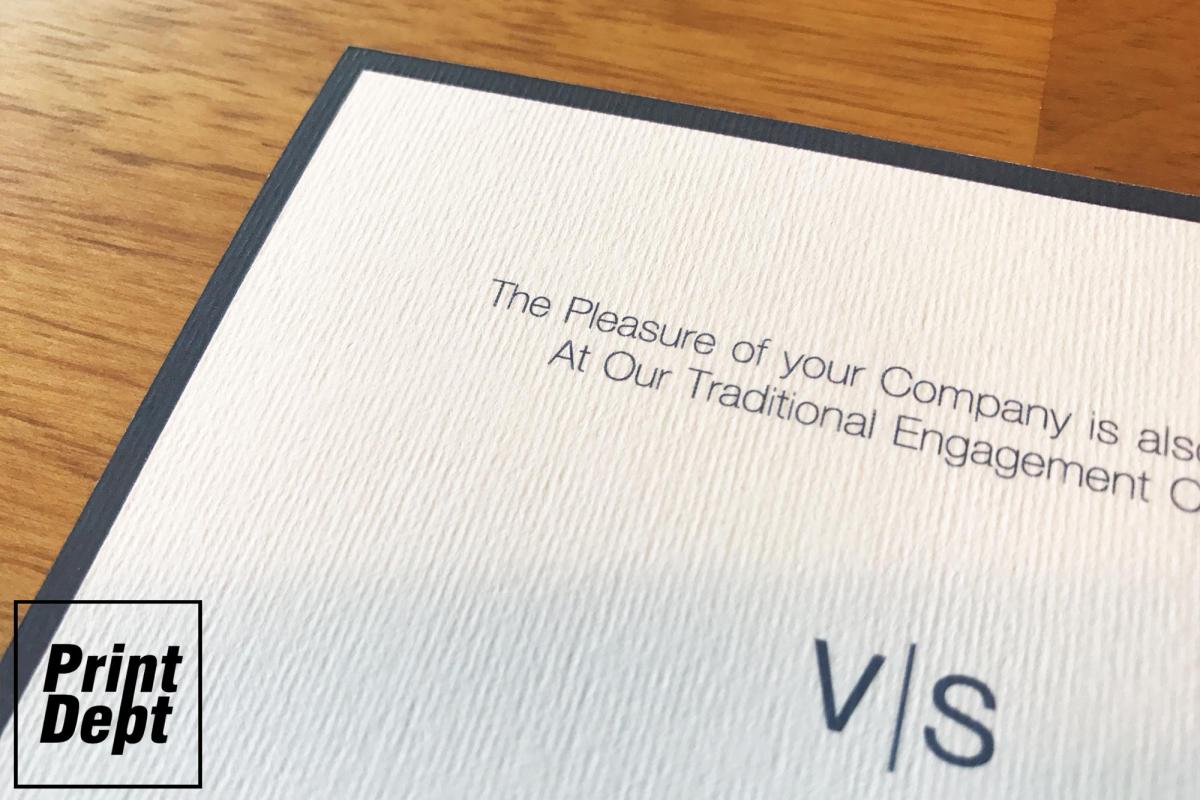 The Pleasure of your Company is also
At Our Traditional Engagement
V|S
Print
Dept